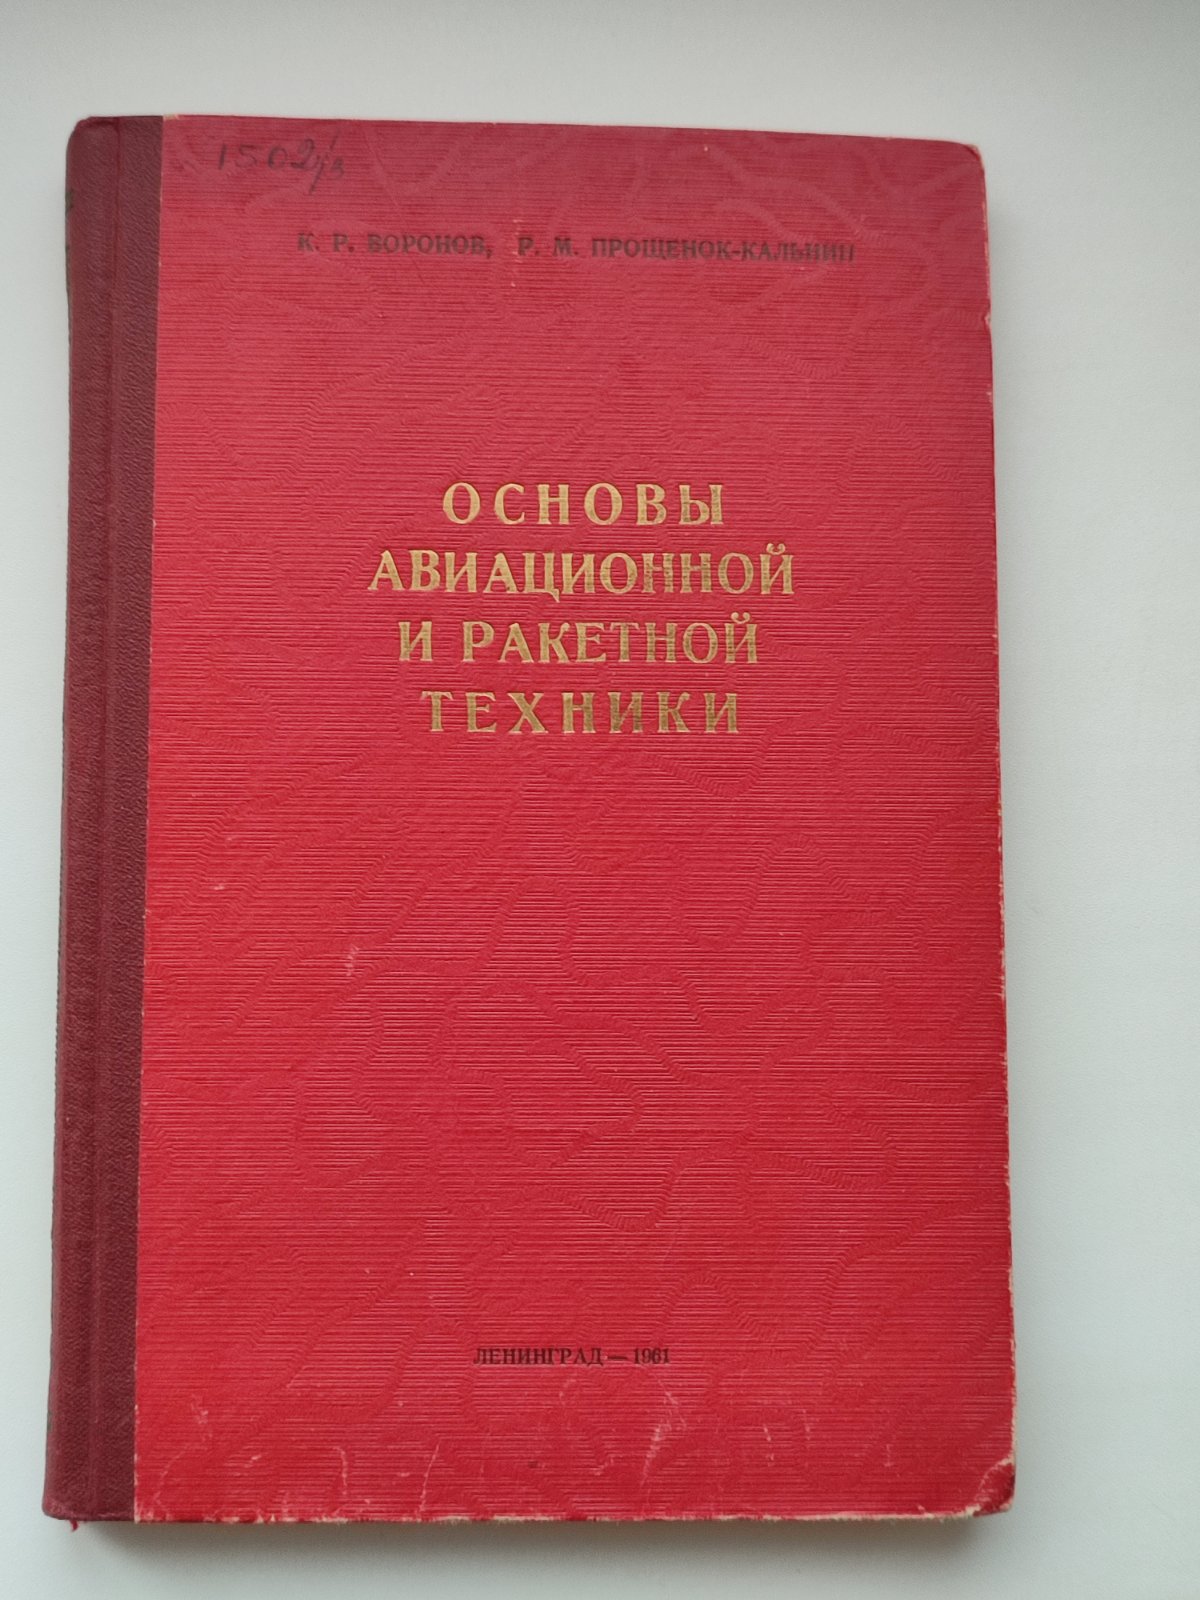 1502
К. Р. ВОРОНОВ, Р. М. ПРОЩЕНОК-КАЛЬНИН
ОСНОВЫ
АВИАЦИОННОЙ
И РАКЕТНОЙ
ТЕХНИКИ
ЛЕНИНГРАД — 1961